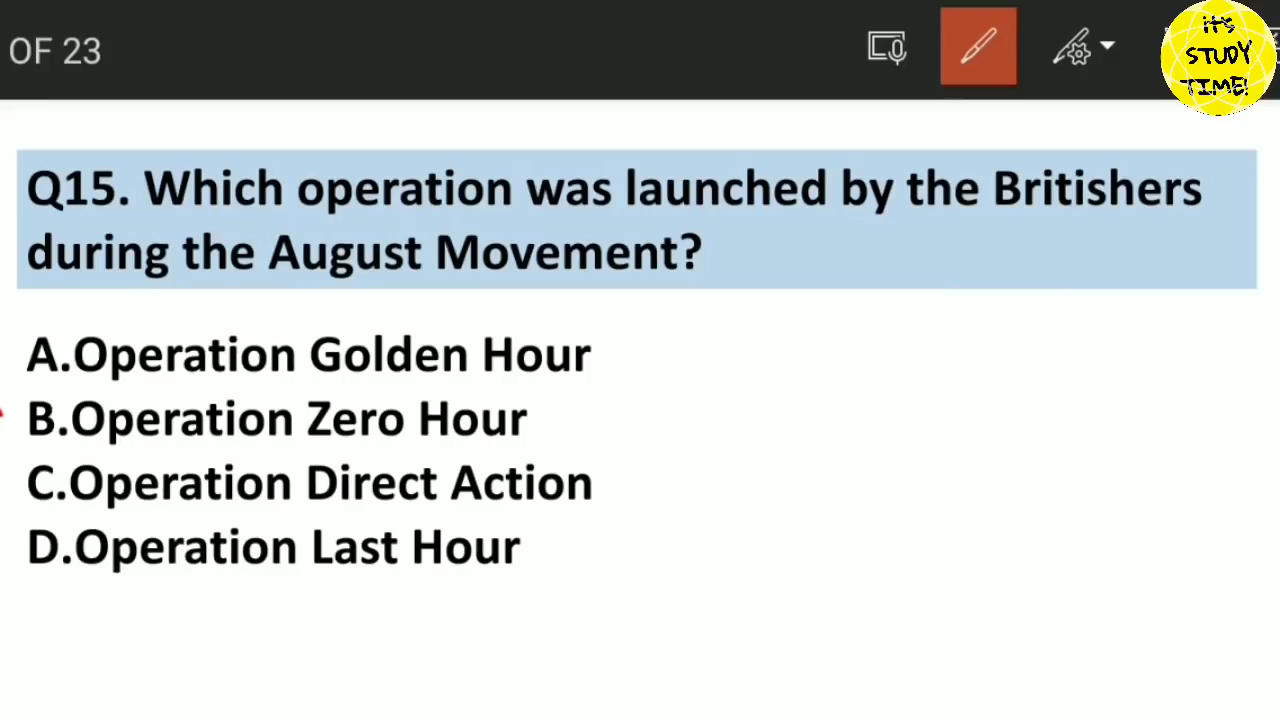 OF 23
iTS
STUDY
TIME!
Q15. Which operation was launched by the Britishers
during the August Movement?
A.Operation Golden Hour
B.Operation Zero Hour
C.Operation Direct Action
D.Operation Last Hour